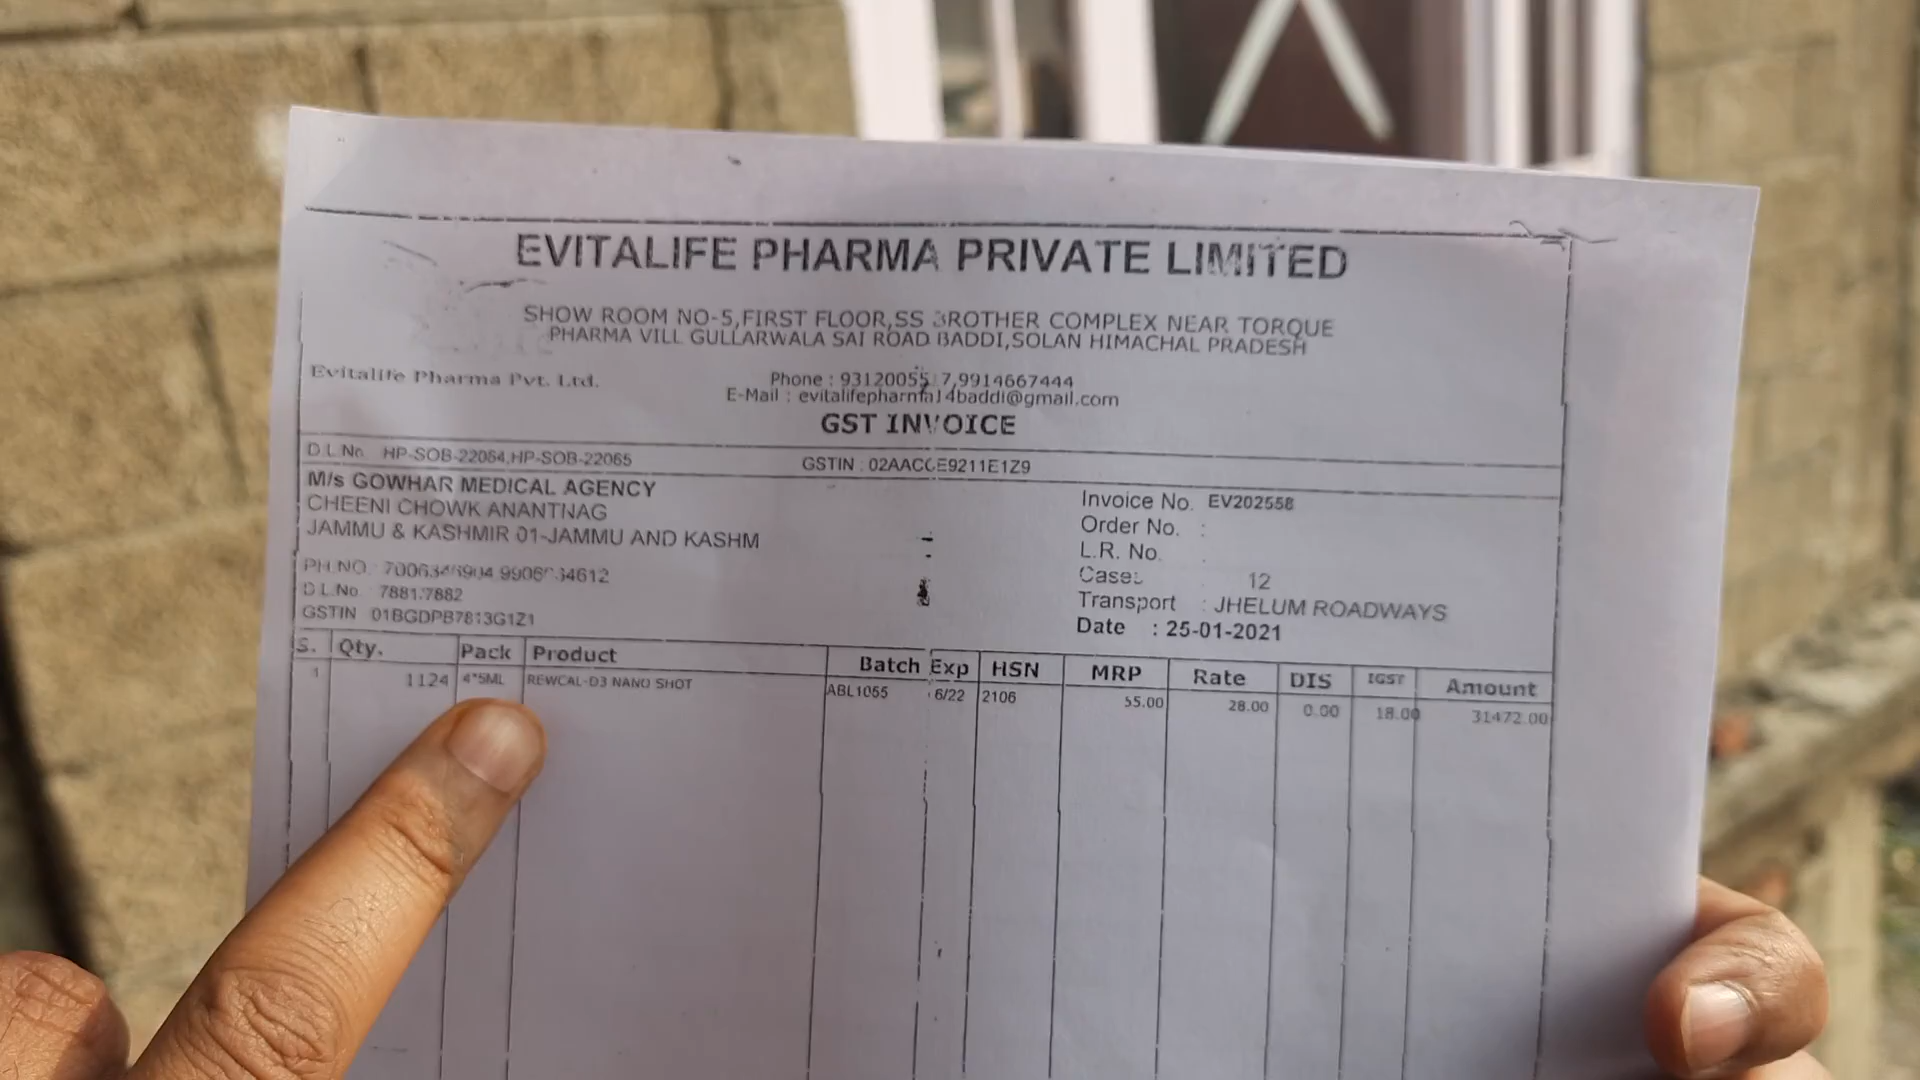 EVITALIFE PHARMA PRIVATE LIMITED
SHOW ROOM NO-5,FIRST FLOOR,SS BROTHER COMPLEX NEAR TORQUE
PHARMA VILL GULLARWALA SAI ROAD BADDI,SOLAN HIMACHAL PRADESH
Evitalife Pharma Pvt. Ltd.
Phone : 9914667444
E-Mail : evitalifepharma14baddi@gmail.com
GST INVOICE
D.L.No. HP-SOB-22064,HP-SOB-22065
GSTIN :
M/s GOWHAR MEDICAL AGENCY
CHEENI CHOWK ANANTNAG
JAMMU & KASHMIR 01-JAMMU AND KASHM
PH.NO.
D.L.No. 7881.7882
GSTIN 01BGDPB7813G1Z1
Invoice No. EV202558
Order No. :
L.R. No.
Cases 12
Transport : JHELUM ROADWAYS
Date : 25-01-2021
S. Qty. Pack Product Batch Exp HSN MRP Rate DIS IGST Amount
1 1124 4*5ML REWCAL-D3 NANO SHOT ABL1055 6/22 2106 55.00 28.00 0.00 18.00 31472.00